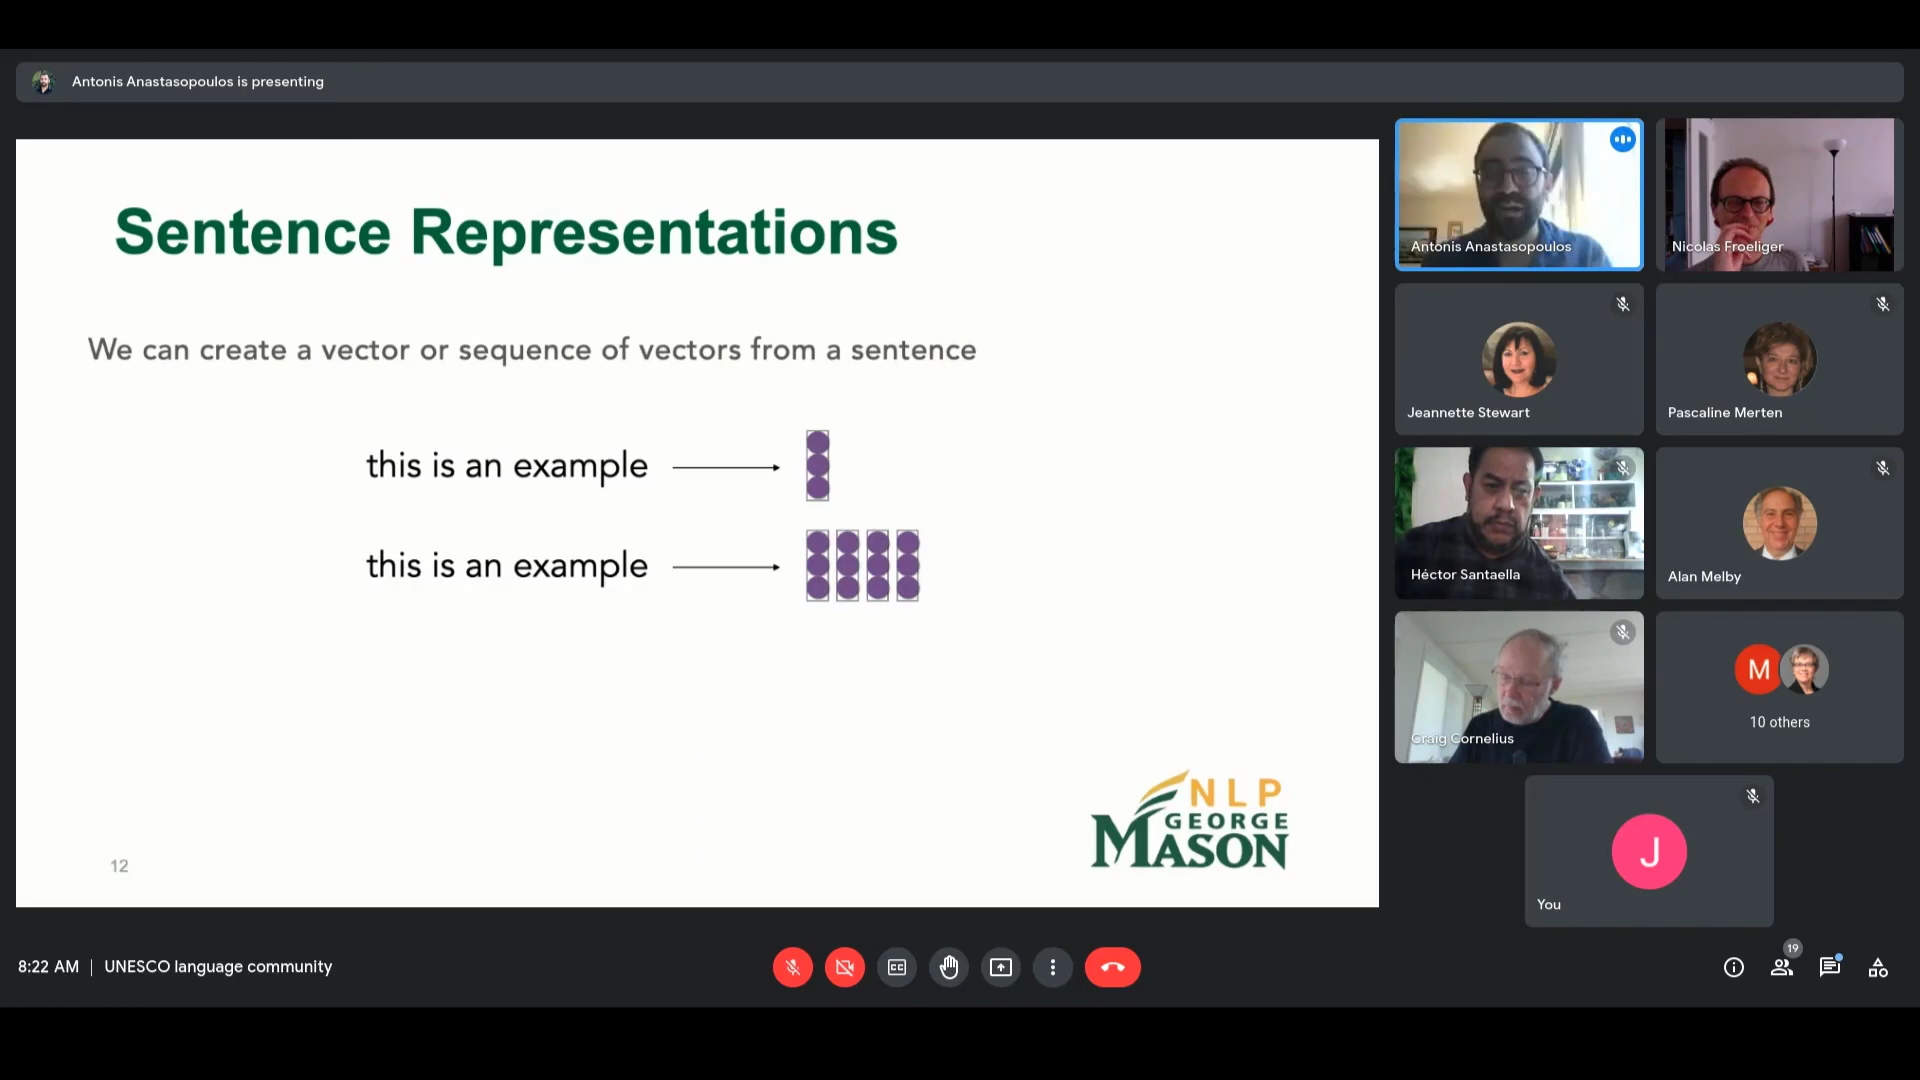 Antonis Anastasopoulos is presenting
Sentence Representations
We can create a vector or sequence of vectors from a sentence
this is an example
this is an example
12
NLP
GEORGE
MASON
Antonis Anastasopoulos
Nicolas Froeliger
Jeannette Stewart
Pascaline Merten
Héctor Santaella
Alan Melby
Craig Cornelius
M
10 others
J
You
8:22 AM | UNESCO language community
CC
19